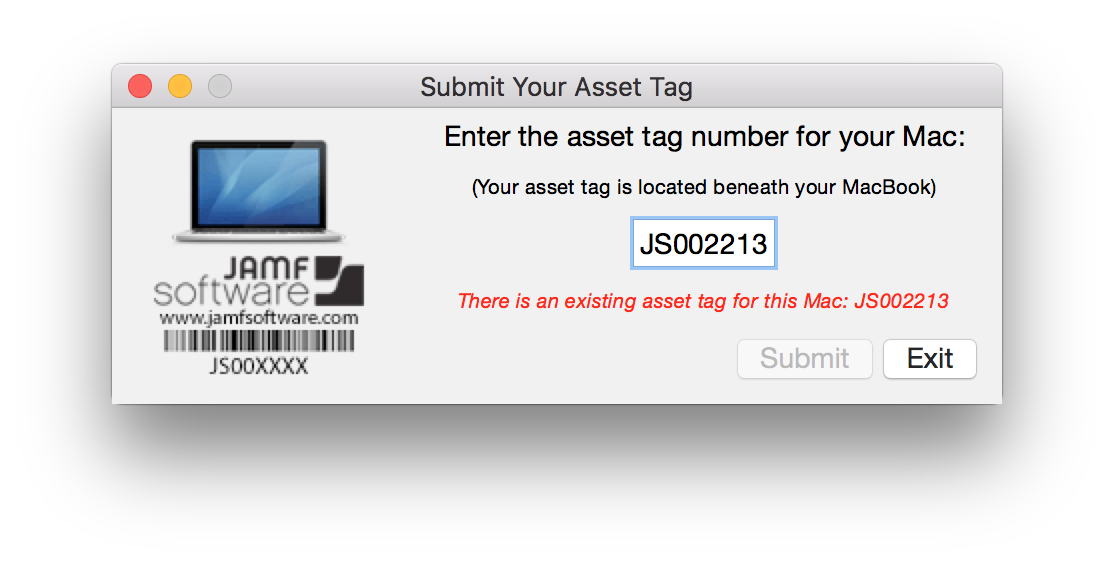 Submit Your Asset Tag
Enter the asset tag number for your Mac:
(Your asset tag is located beneath your MacBook)
JS002213
There is an existing asset tag for this Mac: JS002213
Submit
Exit
JAMF
software
www.jamfsoftware.com
JS00XXXX